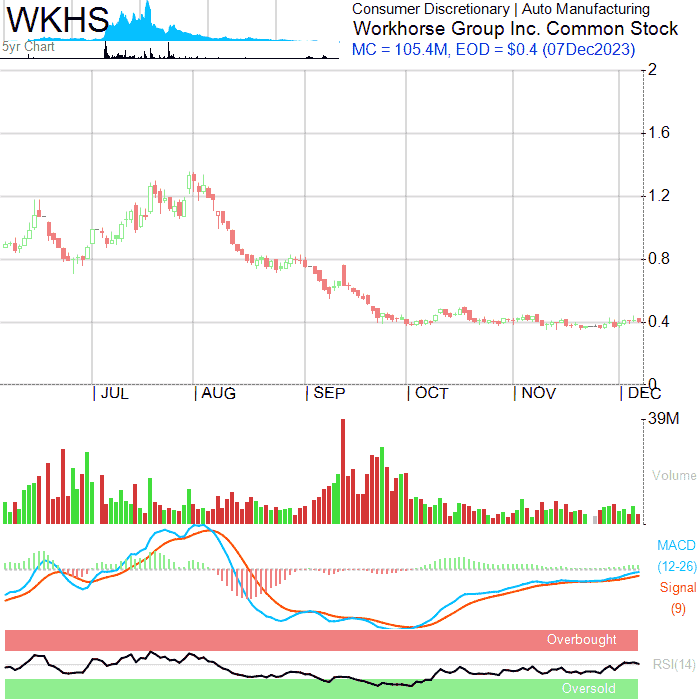 WKHS
5yr Chart
Consumer Discretionary | Auto Manufacturing
Workhorse Group Inc. Common Stock
MC = 105.4M, EOD = $0.4 (07Dec2023)
2
1.6
1.2
0.8
0.4
0
| JUL | AUG | SEP | OCT | NOV | DEC
39M
Volume
MACD
(12-26)
Signal
(9)
Overbought
RSI(14)
Oversold